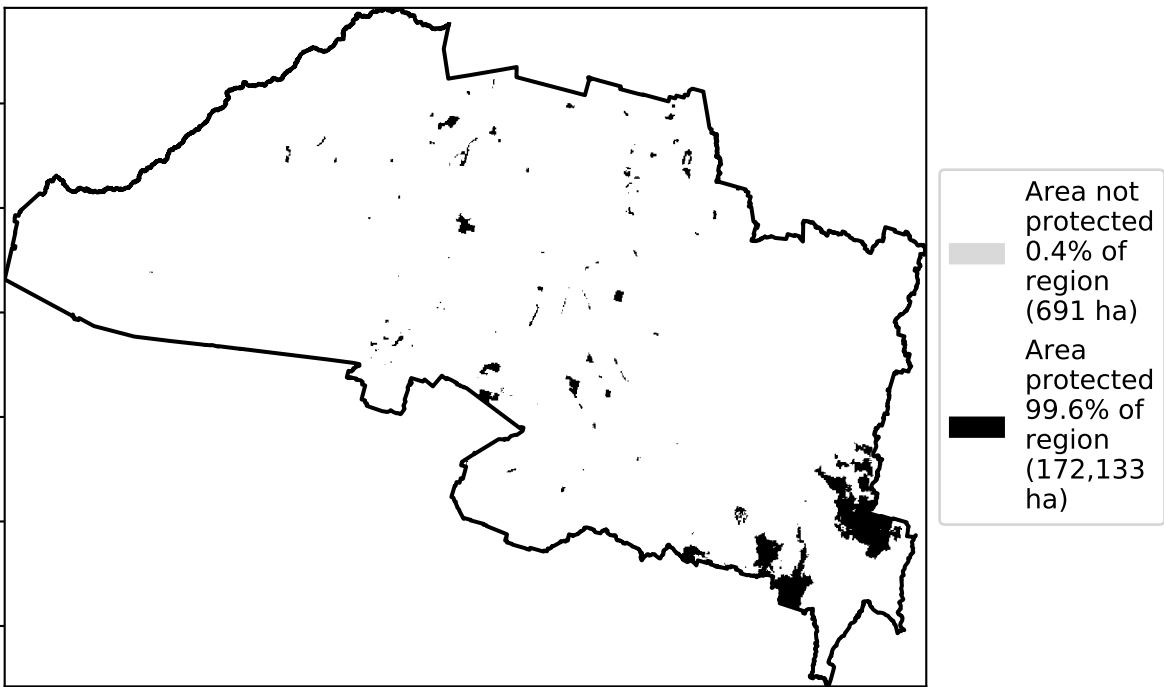 Area not
protected
0.4% of
region
(691 ha)
Area
protected
99.6% of
region
(172,133
ha)